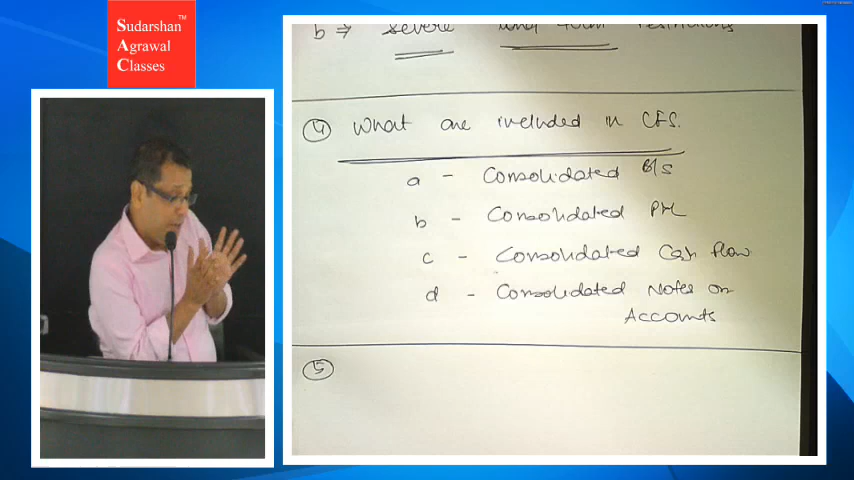 Sudarshan™
Agrawal
Classes
b ⇒ severe long term restrictions
④ What are included in CFS.
a - Consolidated B/S
b - Consolidated P&L
c - Consolidated Cash flow
d - Consolidated Notes on
Accounts
⑤